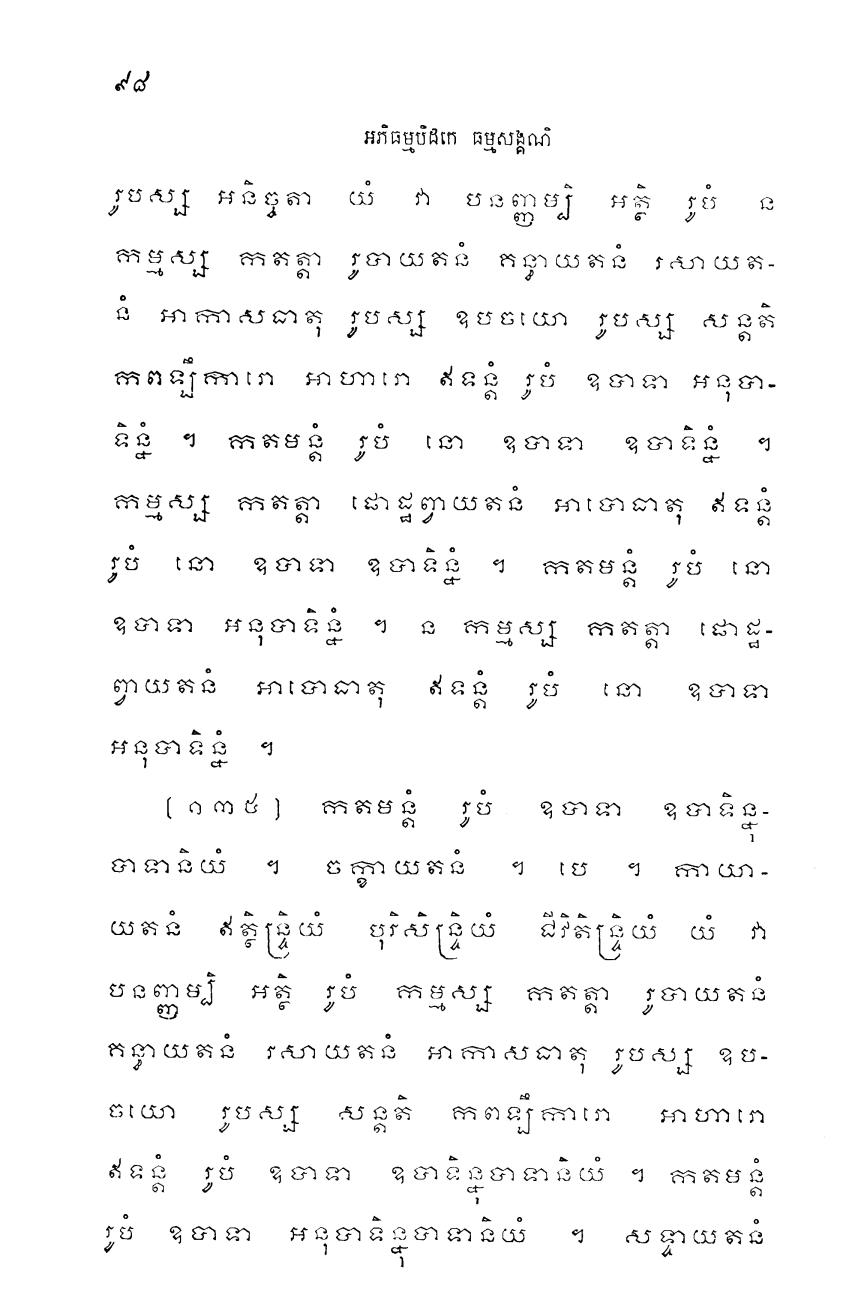 ៩៨
អភិធម្មបិដកេ ធម្មសង្គណិ
រូបស្ស អនិច្ចតា យំ វា បនញ្ញម្បិ អត្ថិ រូបំ ន
កម្មស្ស កតត្តា រូបាយតនំ គន្ធាយតនំ រសាយត-
នំ អាកាសធាតុ រូបស្ស ឧបចយោ រូបស្ស សន្តតិ
កពឡឹការោ អាហារោ ឥទន្តំ រូបំ ឧបាទា អនុបា-
ទិន្នំ ។ កតមន្តំ រូបំ នោ ឧបាទា ឧបាទិន្នំ ។
កម្មស្ស កតត្តា ផោដ្ឋព្វាយតនំ អាបោធាតុ ឥទន្តំ
រូបំ នោ ឧបាទា ឧបាទិន្នំ ។ កតមន្តំ រូបំ នោ
ឧបាទា អនុបាទិន្នំ ។ ន កម្មស្ស កតត្តា ផោដ្ឋ-
ព្វាយតនំ អាបោធាតុ ឥទន្តំ រូបំ នោ ឧបាទា
អនុបាទិន្នំ ។
[១៣៥] កតមន្តំ រូបំ ឧបាទា ឧបាទិន្នុ-
បាទានិយំ ។ ចក្ខាយតនំ ។ បេ ។ កាយា-
យតនំ ឥត្ថិន្ទ្រិយំ បុរិសិន្ទ្រិយំ ជីវិតិន្ទ្រិយំ យំ វា
បនញ្ញម្បិ អត្ថិ រូបំ កម្មស្ស កតត្តា រូបាយតនំ
គន្ធាយតនំ រសាយតនំ អាកាសធាតុ រូបស្ស ឧប-
ចយោ រូបស្ស សន្តតិ កពឡឹការោ អាហារោ
ឥទន្តំ រូបំ ឧបាទា ឧបាទិន្នុបាទានិយំ ។ កតមន្តំ
រូបំ ឧបាទា អនុបាទិន្នុបាទានិយំ ។ សទ្ទាយតនំ